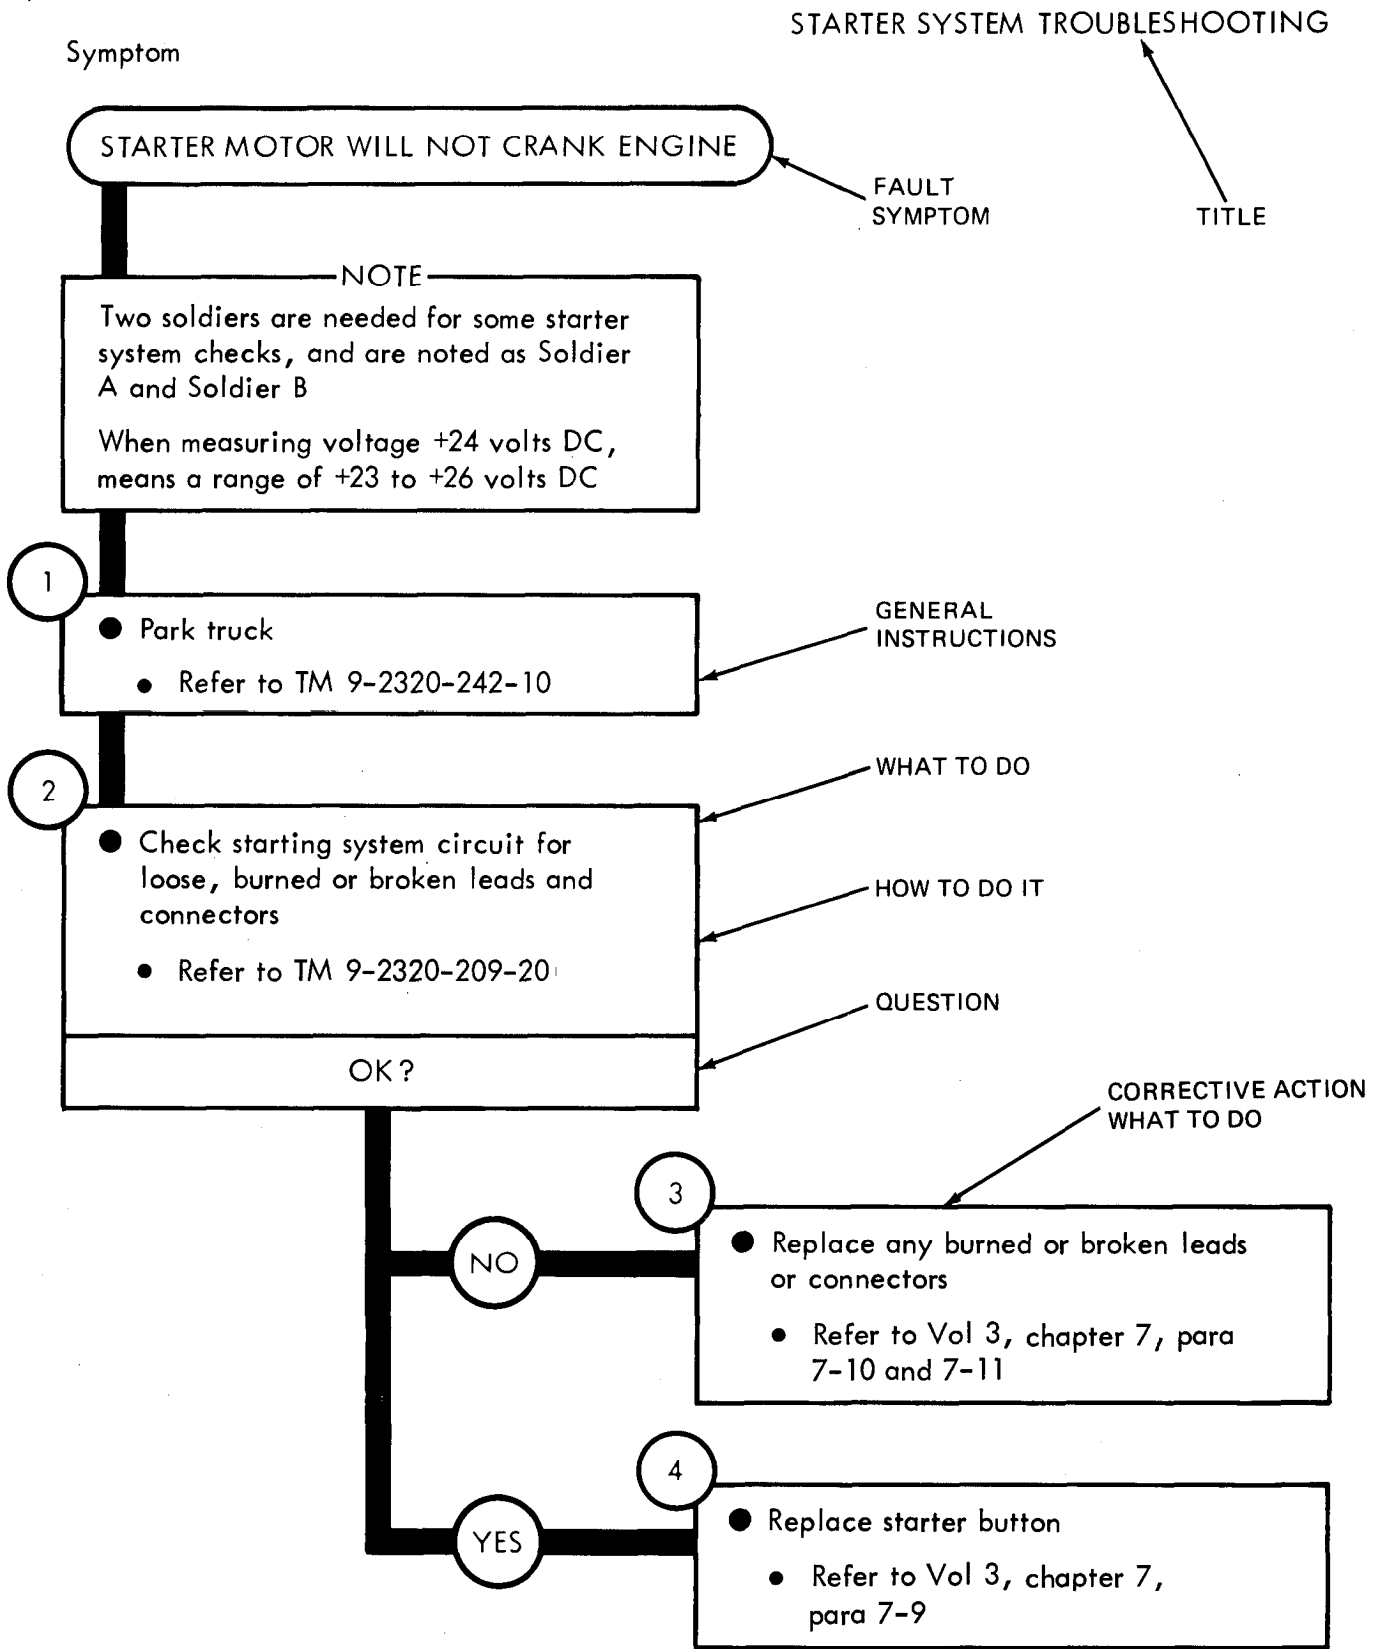 STARTER SYSTEM TROUBLESHOOTING
Symptom
STARTER MOTOR WILL NOT CRANK ENGINE
FAULT
SYMPTOM
TITLE
NOTE
Two soldiers are needed for some starter
system checks, and are noted as Soldier
A and Soldier B
When measuring voltage +24 volts DC,
means a range of +23 to +26 volts DC
1
● Park truck
● Refer to TM 9-2320-242-10
GENERAL
INSTRUCTIONS
2
WHAT TO DO
● Check starting system circuit for
loose, burned or broken leads and
connectors
HOW TO DO IT
● Refer to TM 9-2320-209-20
QUESTION
OK?
CORRECTIVE ACTION
WHAT TO DO
3
NO
● Replace any burned or broken leads
or connectors
● Refer to Vol 3, chapter 7, para
7-10 and 7-11
4
YES
● Replace starter button
● Refer to Vol 3, chapter 7,
para 7-9